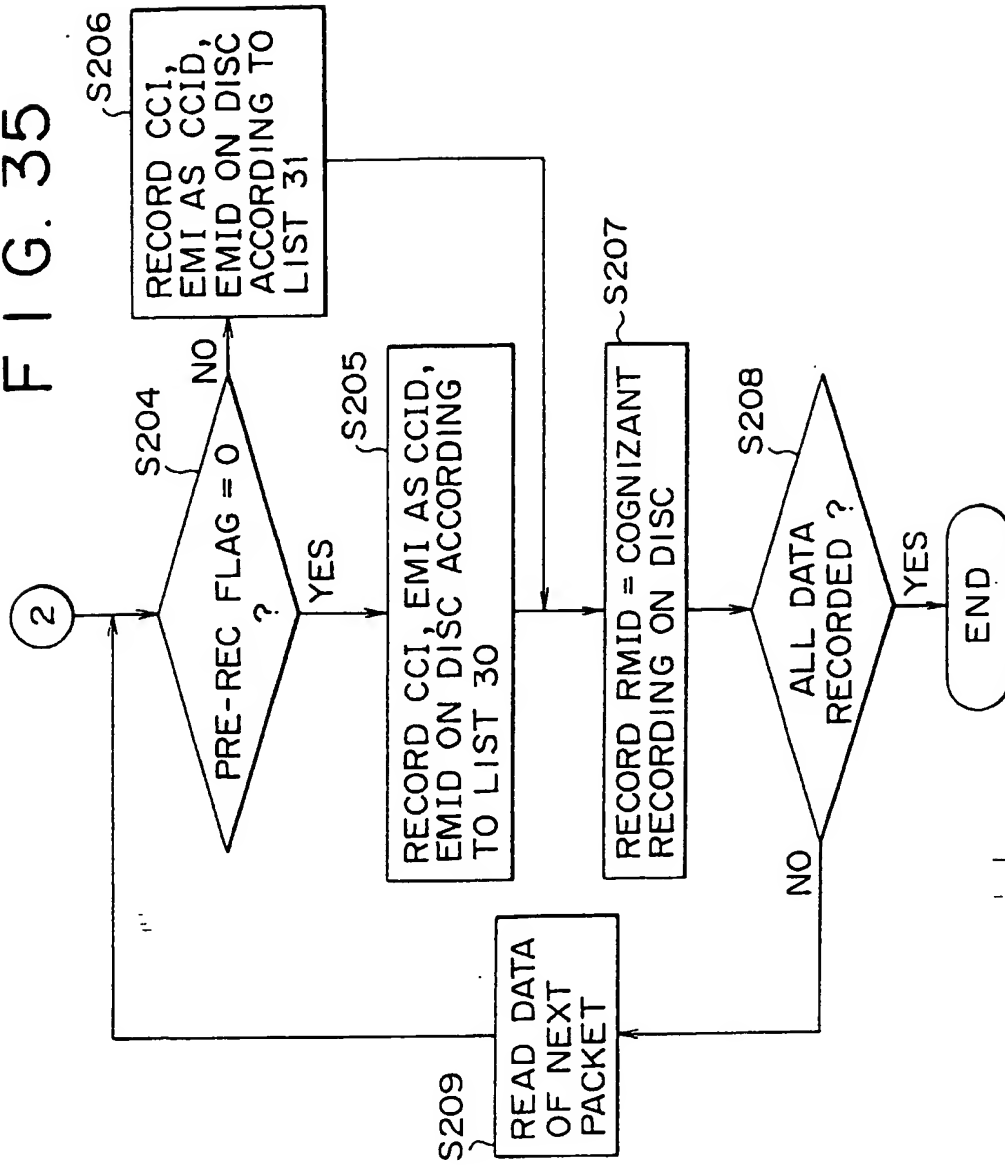 FIG. 35
2
S204
PRE-REC FLAG = 0
?
NO
YES
S206
RECORD CCI,
EMI AS CCID,
EMID ON DISC
ACCORDING TO
LIST 31
S205
RECORD CCI, EMI AS CCID,
EMID ON DISC ACCORDING
TO LIST 30
S207
RECORD RMID = COGNIZANT
RECORDING ON DISC
S208
ALL DATA
RECORDED ?
NO
YES
S209
READ DATA
OF NEXT
PACKET
END